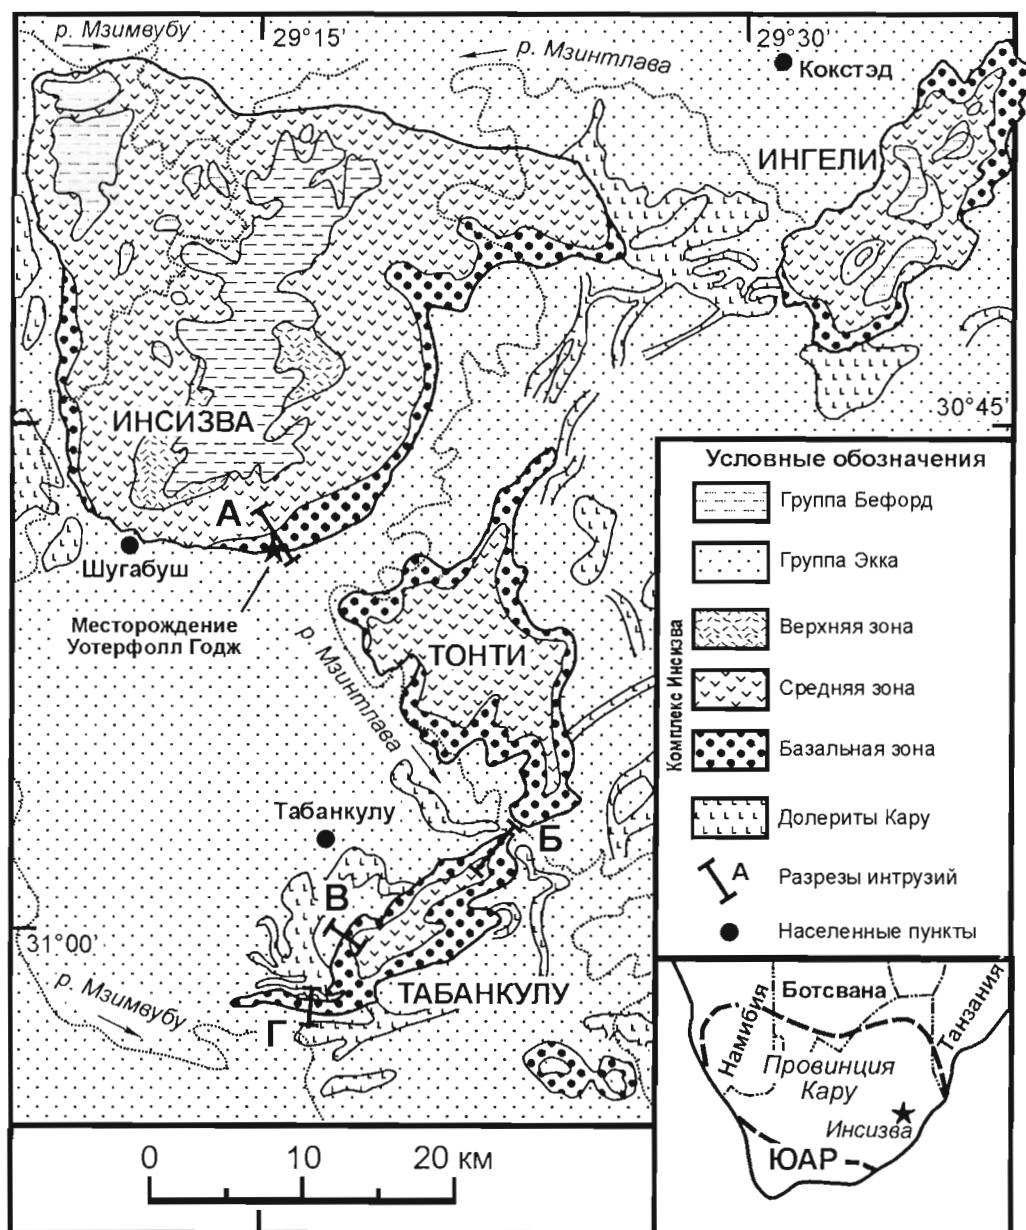 р. Мзимвубу
29°15'
р. Мзинтлава
29°30'
Кокстэд
ИНГЕЛИ
ИНСИЗВА
30°45'
А
Шугабуш
Месторождение
Уотерфолл Годж
р. Мзинтлава
ТОНТИ
Табанкулу
Б
В
31°00'
ТАБАНКУЛУ
р. Мзимвубу
Г
Условные обозначения
Группа Бефорд
Группа Экка
Комплекс Инсизва
Верхняя зона
Средняя зона
Базальная зона
Долериты Кару
А
Разрезы интрузий
Населенные пункты
Намибия
Ботсвана
Танзания
Провинция
Кару
Инсизва
ЮАР
0 10 20 км